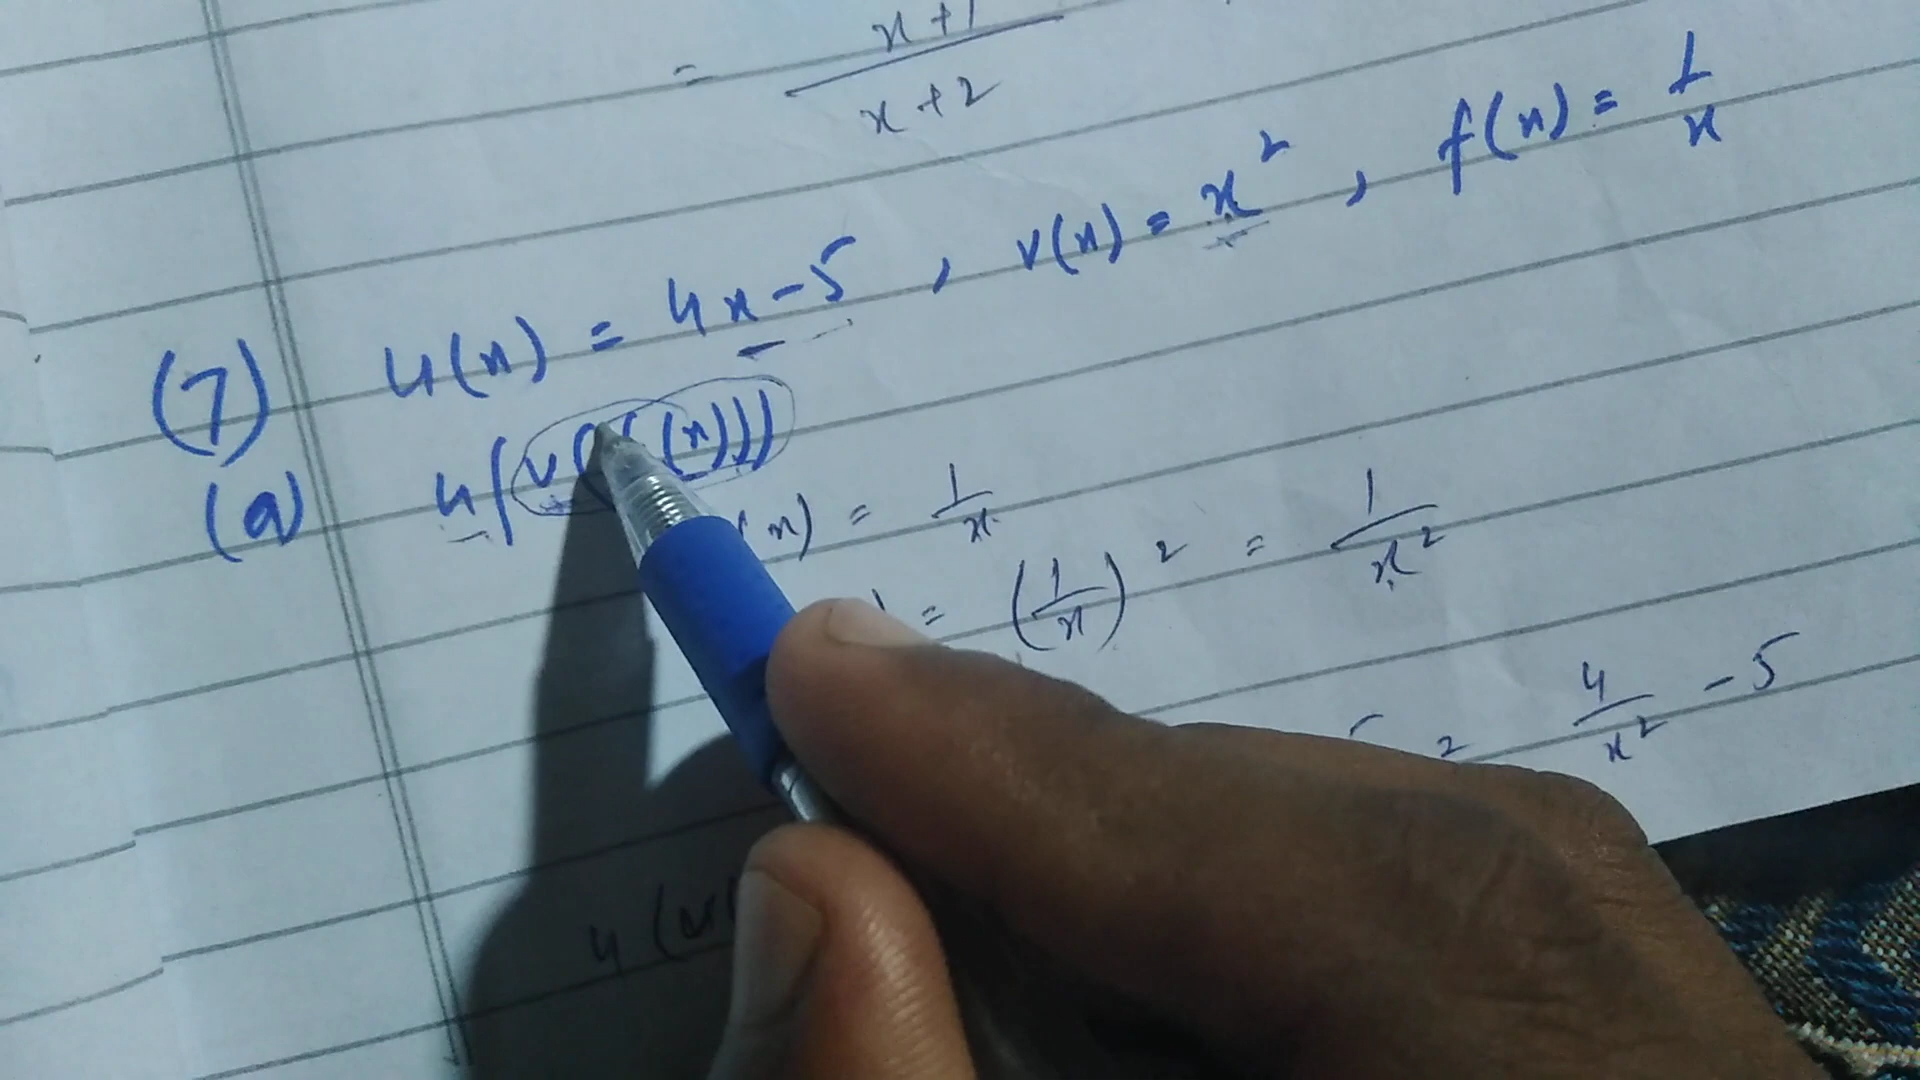 = x+1 / x+2
(7) u(x) = 4x-5 , v(x) = x² , f(x) = 1/x
(a) u(v(f(x)))
(x) = 1/x
= (1/x)² = 1/x²
= 4/x² - 5
u(v(